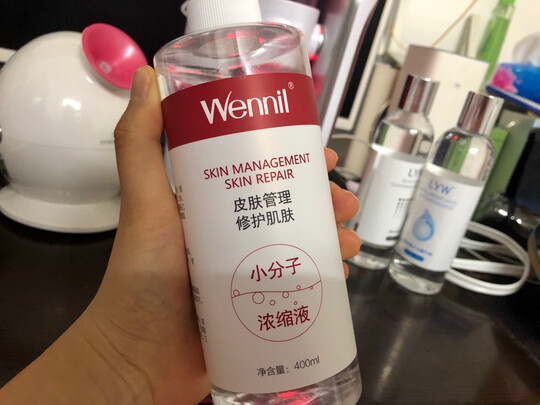 Wennil®
SKIN MANAGEMENT
SKIN REPAIR
皮肤管理
修护肌肤
小分子
浓缩液
净含量：400ml
LYW